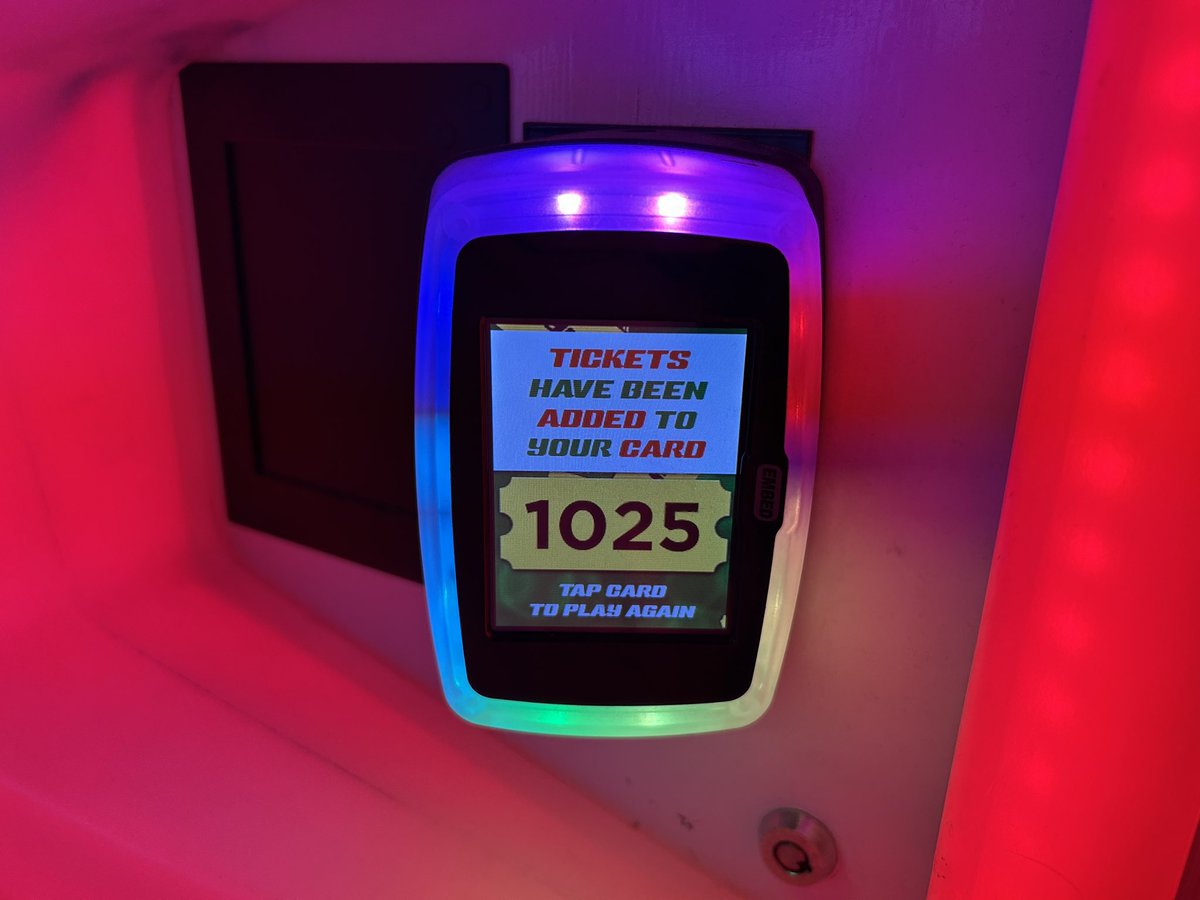 TICKETS
HAVE BEEN
ADDED TO
YOUR CARD
EMBED
1025
TAP CARD
TO PLAY AGAIN